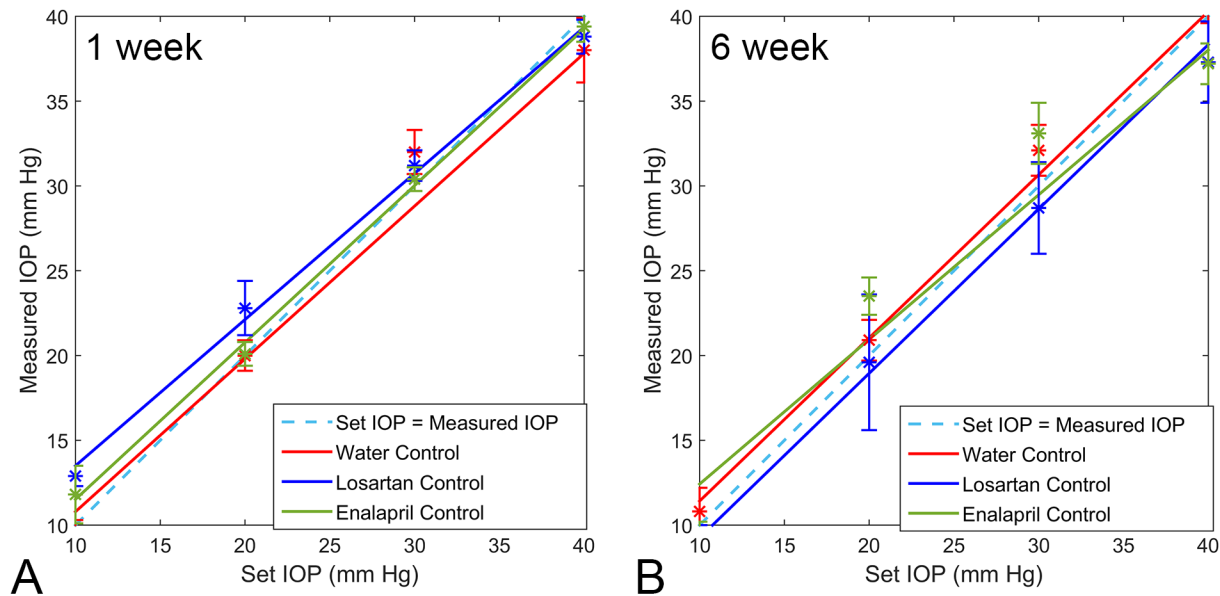 1 week
Measured IOP (mm Hg)
40
35
30
25
20
15
10
Set IOP = Measured IOP
Water Control
Losartan Control
Enalapril Control
10 15 20 25 30 35 40
Set IOP (mm Hg)
A
6 week
Measured IOP (mm Hg)
40
35
30
25
20
15
10
Set IOP = Measured IOP
Water Control
Losartan Control
Enalapril Control
10 15 20 25 30 35 40
Set IOP (mm Hg)
B